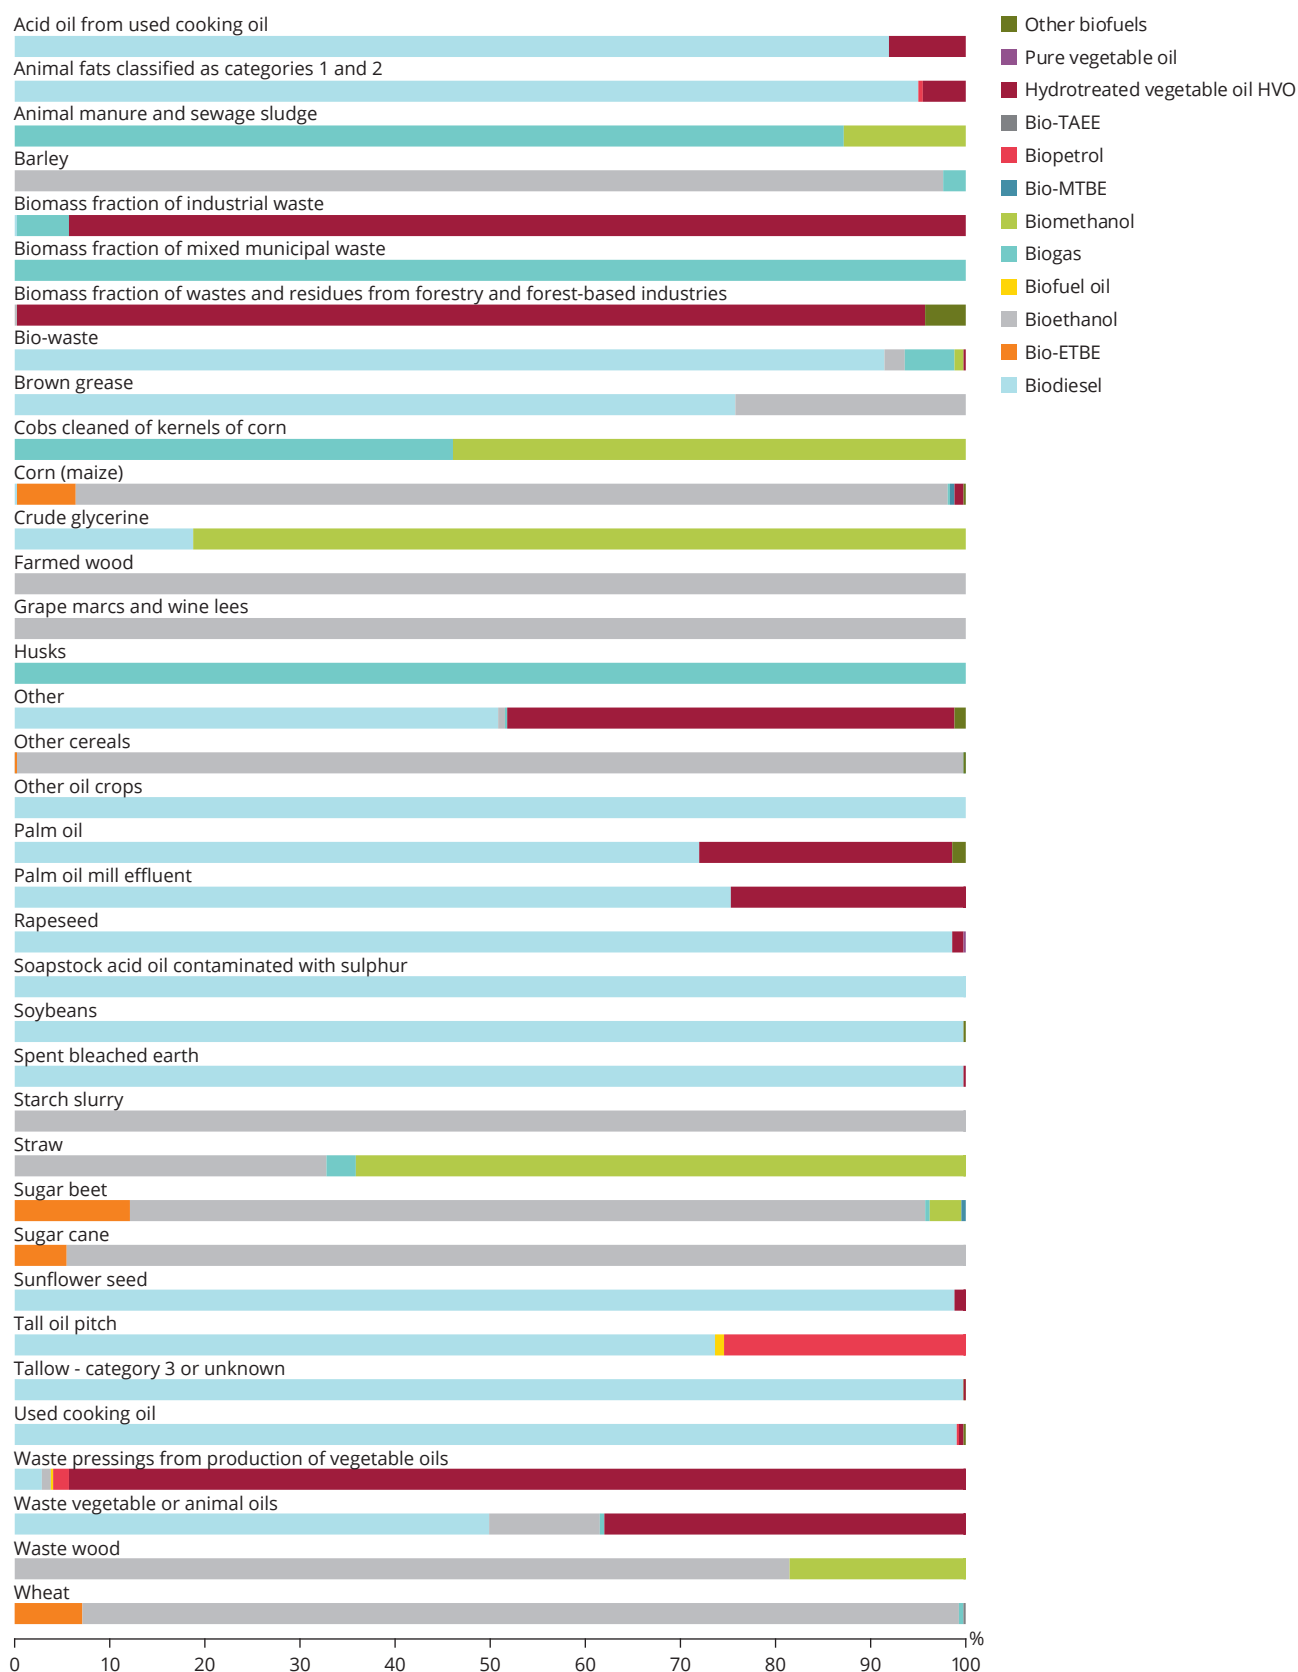 Acid oil from used cooking oil
Animal fats classified as categories 1 and 2
Animal manure and sewage sludge
Barley
Biomass fraction of industrial waste
Biomass fraction of mixed municipal waste
Biomass fraction of wastes and residues from forestry and forest-based industries
Bio-waste
Brown grease
Cobs cleaned of kernels of corn
Corn (maize)
Crude glycerine
Farmed wood
Grape marcs and wine lees
Husks
Other
Other cereals
Other oil crops
Palm oil
Palm oil mill effluent
Rapeseed
Soapstock acid oil contaminated with sulphur
Soybeans
Spent bleached earth
Starch slurry
Straw
Sugar beet
Sugar cane
Sunflower seed
Tall oil pitch
Tallow - category 3 or unknown
Used cooking oil
Waste pressings from production of vegetable oils
Waste vegetable or animal oils
Waste wood
Wheat
%
0 10 20 30 40 50 60 70 80 90 100
Other biofuels
Pure vegetable oil
Hydrotreated vegetable oil HVO
Bio-TAEE
Biopetrol
Bio-MTBE
Biomethanol
Biogas
Biofuel oil
Bioethanol
Bio-ETBE
Biodiesel